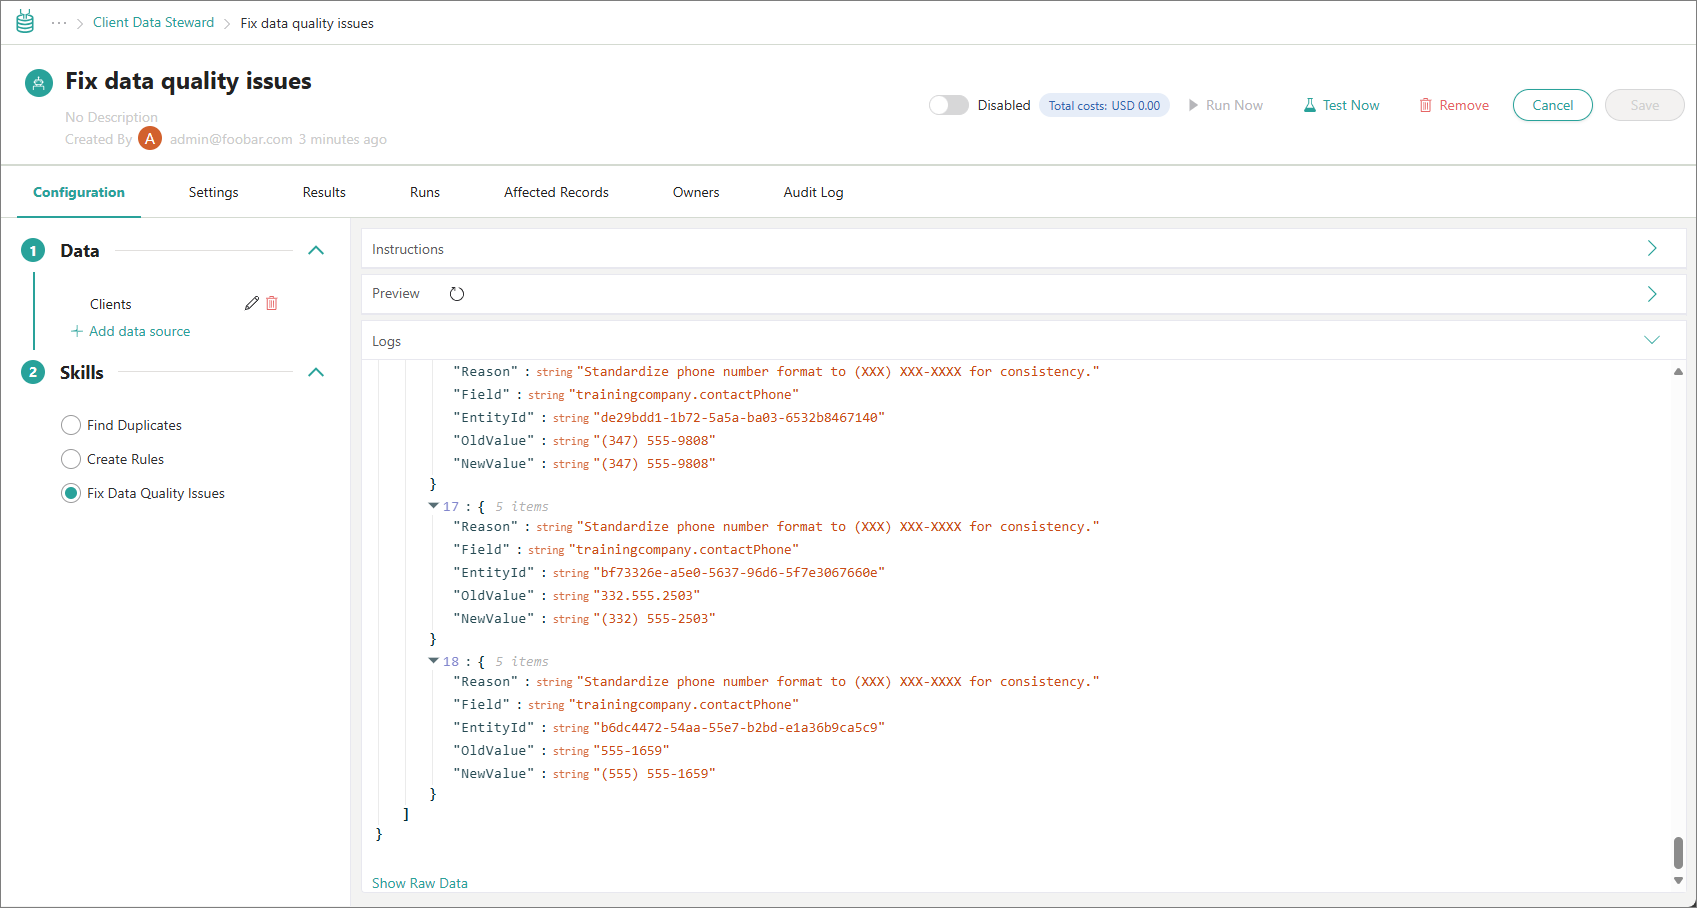 ··· > Client Data Steward > Fix data quality issues
Fix data quality issues
No Description
Created By A admin@foobar.com 3 minutes ago
Disabled Total costs: USD 0.00 Run Now Test Now Remove Cancel Save
Configuration Settings Results Runs Affected Records Owners Audit Log
1 Data
Clients
+ Add data source
2 Skills
Find Duplicates
Create Rules
Fix Data Quality Issues
Instructions
Preview
Logs
"Reason" : string "Standardize phone number format to (XXX) XXX-XXXX for consistency."
"Field" : string "trainingcompany.contactPhone"
"EntityId" : string "de29bdd1-1b72-5a5a-ba03-6532b8467140"
"OldValue" : string "(347) 555-9808"
"NewValue" : string "(347) 555-9808"
}
17 : { 5 items
"Reason" : string "Standardize phone number format to (XXX) XXX-XXXX for consistency."
"Field" : string "trainingcompany.contactPhone"
"EntityId" : string "bf73326e-a5e0-5637-96d6-5f7e3067660e"
"OldValue" : string "332.555.2503"
"NewValue" : string "(332) 555-2503"
}
18 : { 5 items
"Reason" : string "Standardize phone number format to (XXX) XXX-XXXX for consistency."
"Field" : string "trainingcompany.contactPhone"
"EntityId" : string "b6dc4472-54aa-55e7-b2bd-e1a36b9ca5c9"
"OldValue" : string "555-1659"
"NewValue" : string "(555) 555-1659"
}
]
}
Show Raw Data